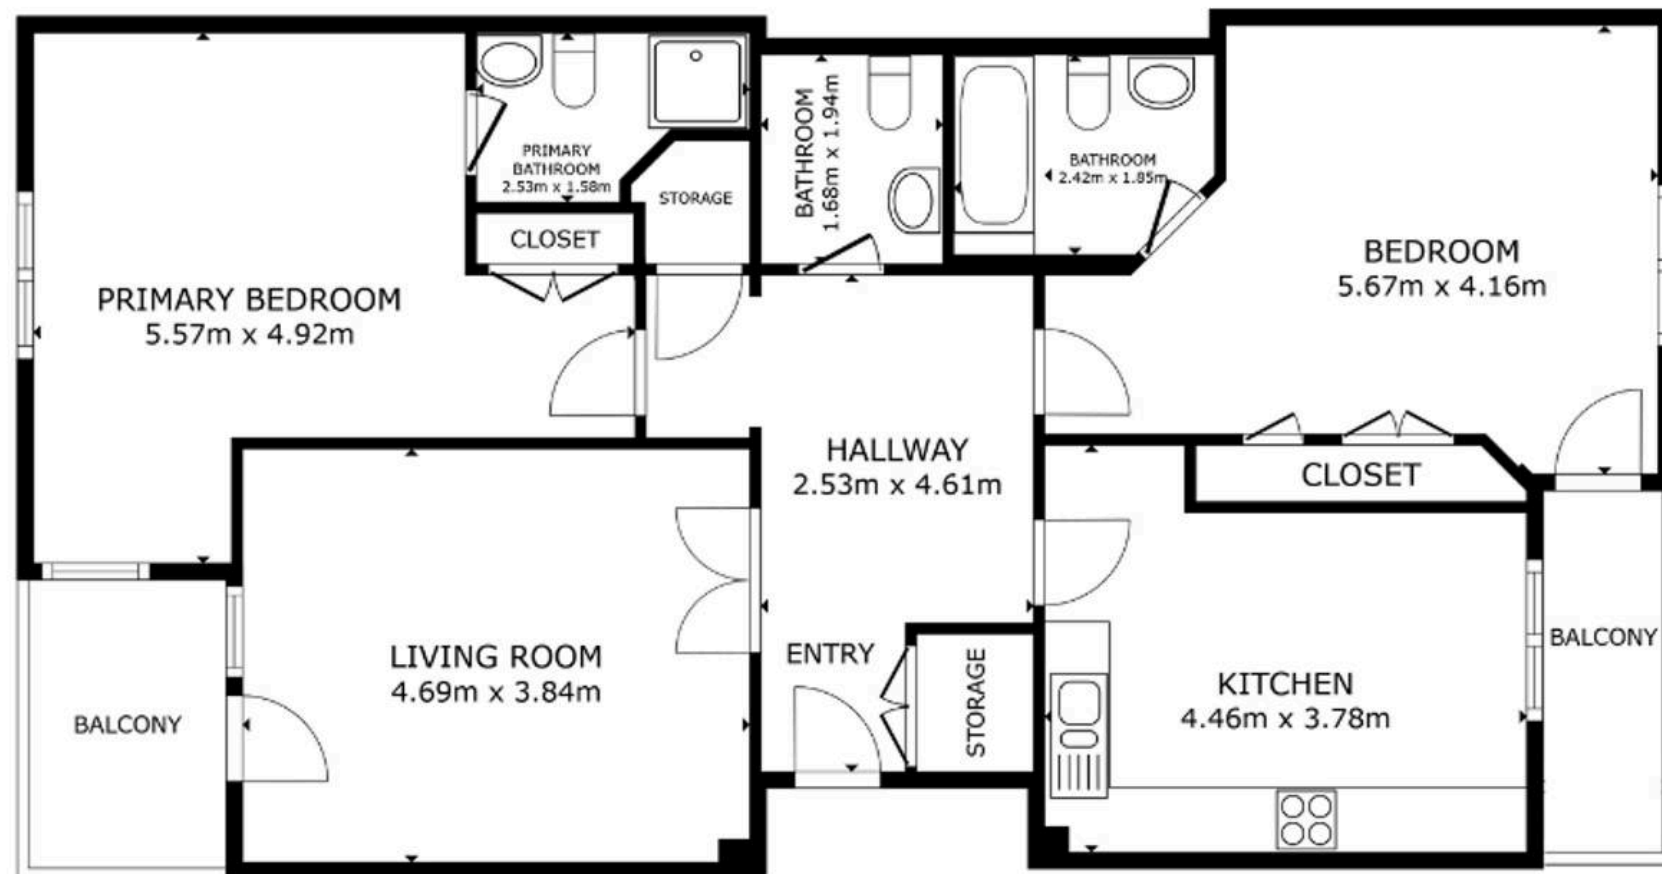 PRIMARY
BATHROOM
2.53m x 1.58m
STORAGE
CLOSET
BATHROOM
1.68m x 1.94m
BATHROOM
2.42m x 1.85m
PRIMARY BEDROOM
5.57m x 4.92m
BEDROOM
5.67m x 4.16m
HALLWAY
2.53m x 4.61m
CLOSET
LIVING ROOM
4.69m x 3.84m
ENTRY
STORAGE
KITCHEN
4.46m x 3.78m
BALCONY
BALCONY